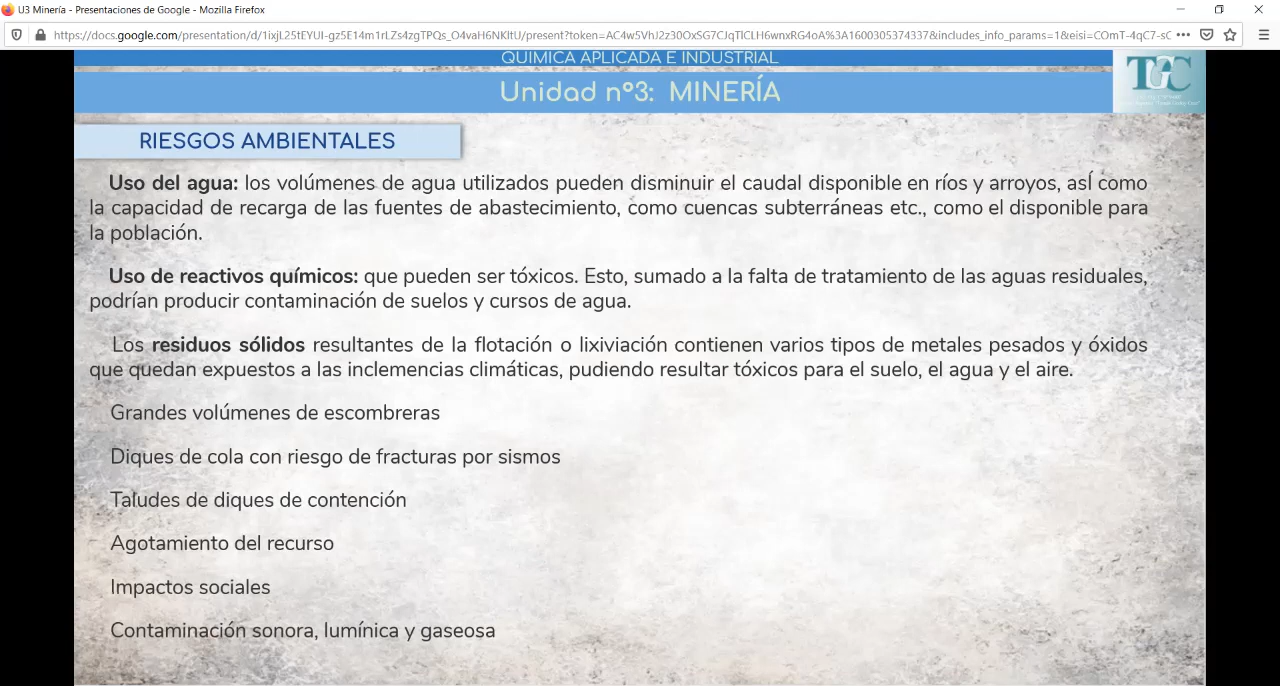 U3 Minería - Presentaciones de Google - Mozilla Firefox
https://docs.google.com/presentation/d/1ixjL25tEYUI-gz5E14m1rLZs4zgTPQs_O4vaH6NKltU/present?token=AC4w5VhJ2z30OxSG7CJqTlCLH6wnxRG4oA%3A1600305374337&includes_info_params=1&eisi=COmT-4qC7-sC
QUIMICA APLICADA E INDUSTRIAL
Unidad nº3: MINERÍA
TGC
RIESGOS AMBIENTALES
Uso del agua: los volúmenes de agua utilizados pueden disminuir el caudal disponible en ríos y arroyos, asÍ como
la capacidad de recarga de las fuentes de abastecimiento, como cuencas subterráneas etc., como el disponible para
la población.
Uso de reactivos químicos: que pueden ser tóxicos. Esto, sumado a la falta de tratamiento de las aguas residuales,
podrían producir contaminación de suelos y cursos de agua.
Los residuos sólidos resultantes de la flotación o lixiviación contienen varios tipos de metales pesados y óxidos
que quedan expuestos a las inclemencias climáticas, pudiendo resultar tóxicos para el suelo, el agua y el aire.
Grandes volúmenes de escombreras
Diques de cola con riesgo de fracturas por sismos
Taludes de diques de contención
Agotamiento del recurso
Impactos sociales
Contaminación sonora, lumínica y gaseosa